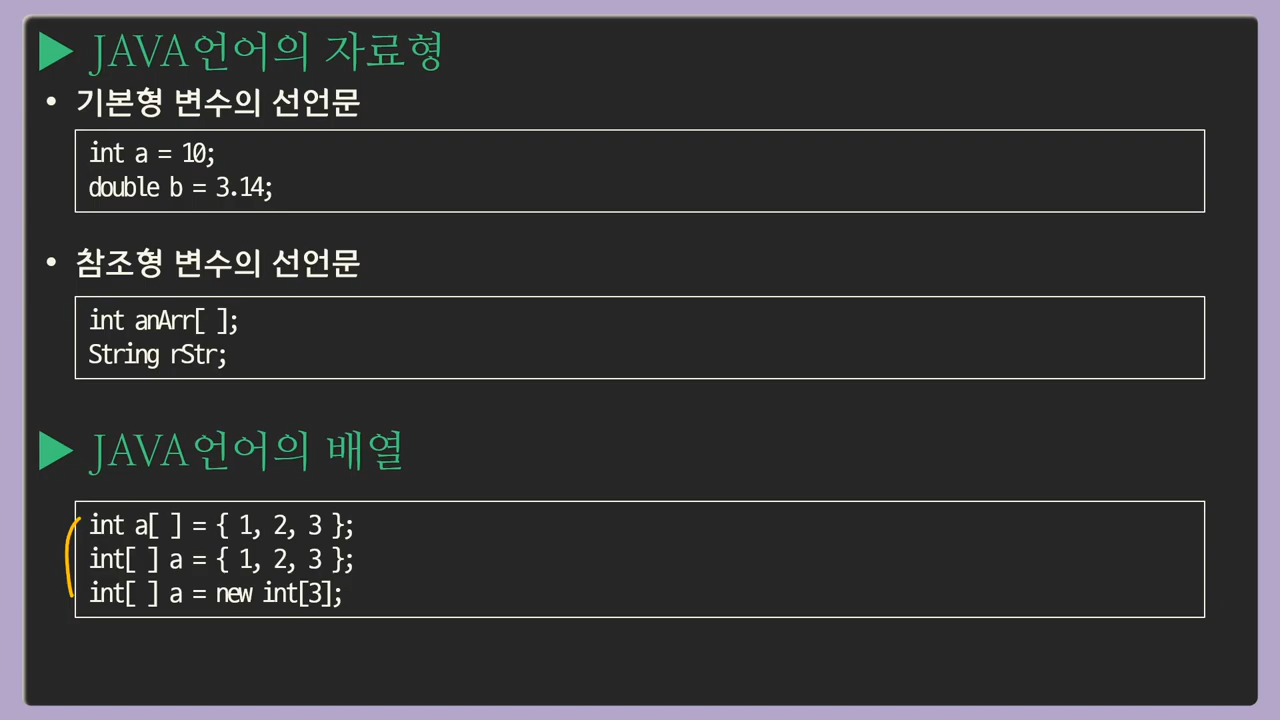 ▶ JAVA언어의 자료형
• 기본형 변수의 선언문
int a = 10;
double b = 3.14;
• 참조형 변수의 선언문
int anArr[ ];
String rStr;
▶ JAVA언어의 배열
int a[ ] = { 1, 2, 3 };
int[ ] a = { 1, 2, 3 };
int[ ] a = new int[3];